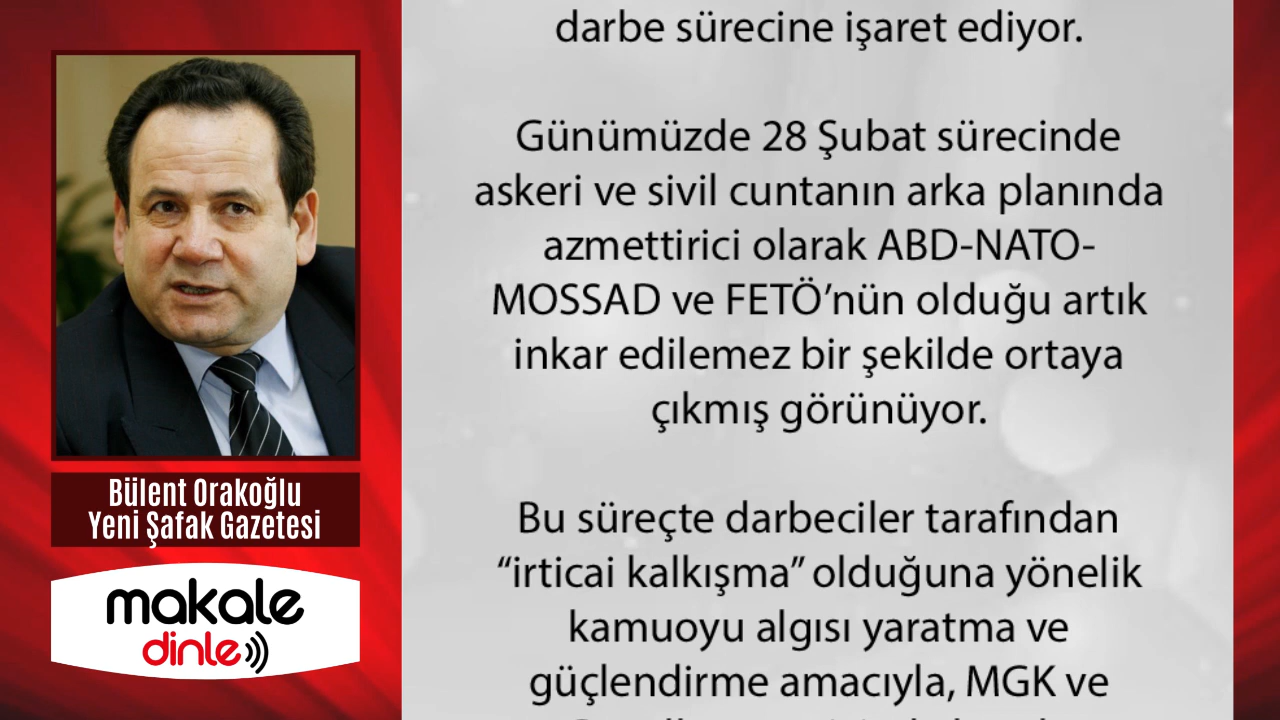 darbe sürecine işaret ediyor.
Günümüzde 28 Şubat sürecinde
askeri ve sivil cuntanın arka planında
azmettirici olarak ABD-NATO-
MOSSAD ve FETÖ’nün olduğu artık
inkar edilemez bir şekilde ortaya
çıkmış görünüyor.
Bu süreçte darbeciler tarafından
“irticai kalkışma” olduğuna yönelik
kamuoyu algısı yaratma ve
güçlendirme amacıyla, MGK ve
Bülent Orakoğlu
Yeni Şafak Gazetesi
makale
dinle